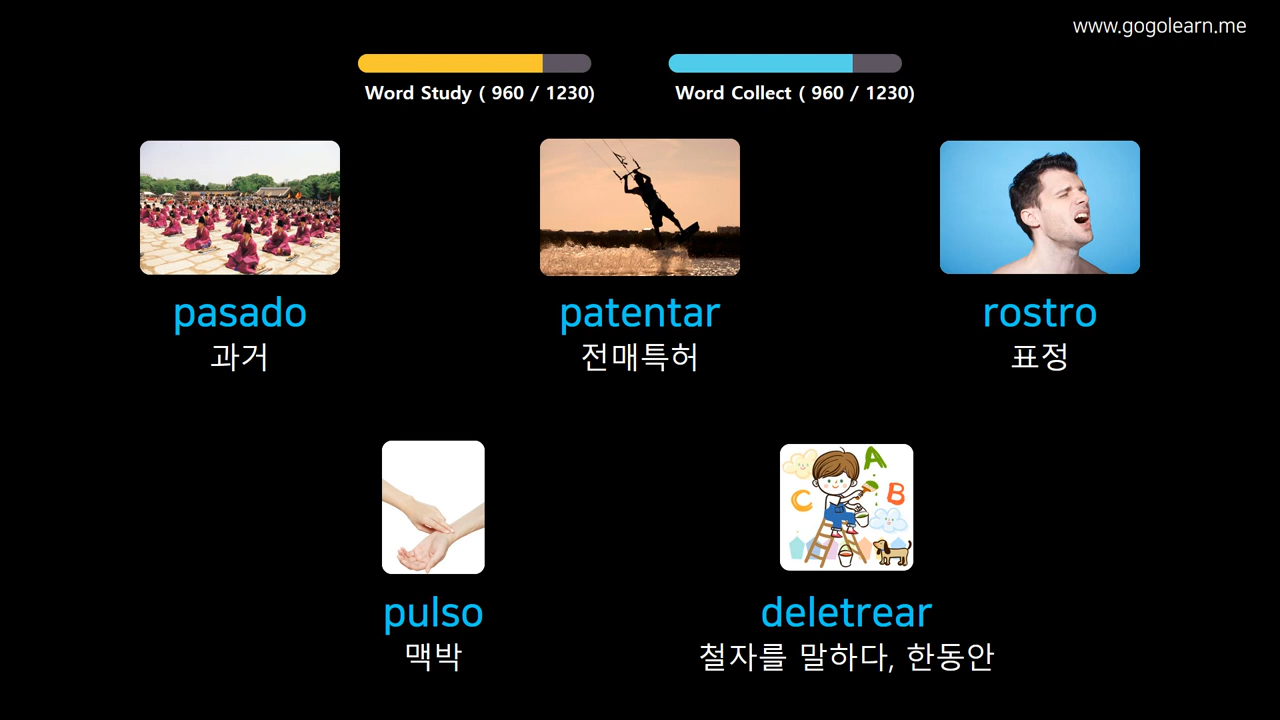 www.gogolearn.me
Word Study ( 960 / 1230)
Word Collect ( 960 / 1230)
pasado
과거
patentar
전매특허
rostro
표정
pulso
맥박
deletrear
철자를 말하다, 한동안
A
B
C